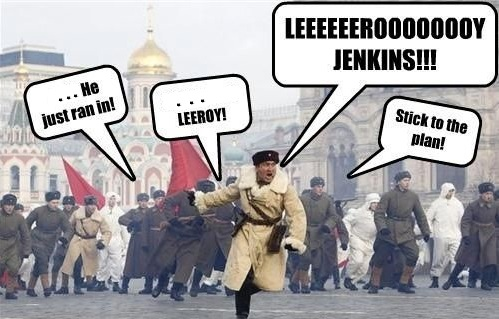 LEEEEEEROOOOOOOY
JENKINS!!!
. . . He
just ran in!
. . .
LEEROY!
Stick to the
plan!